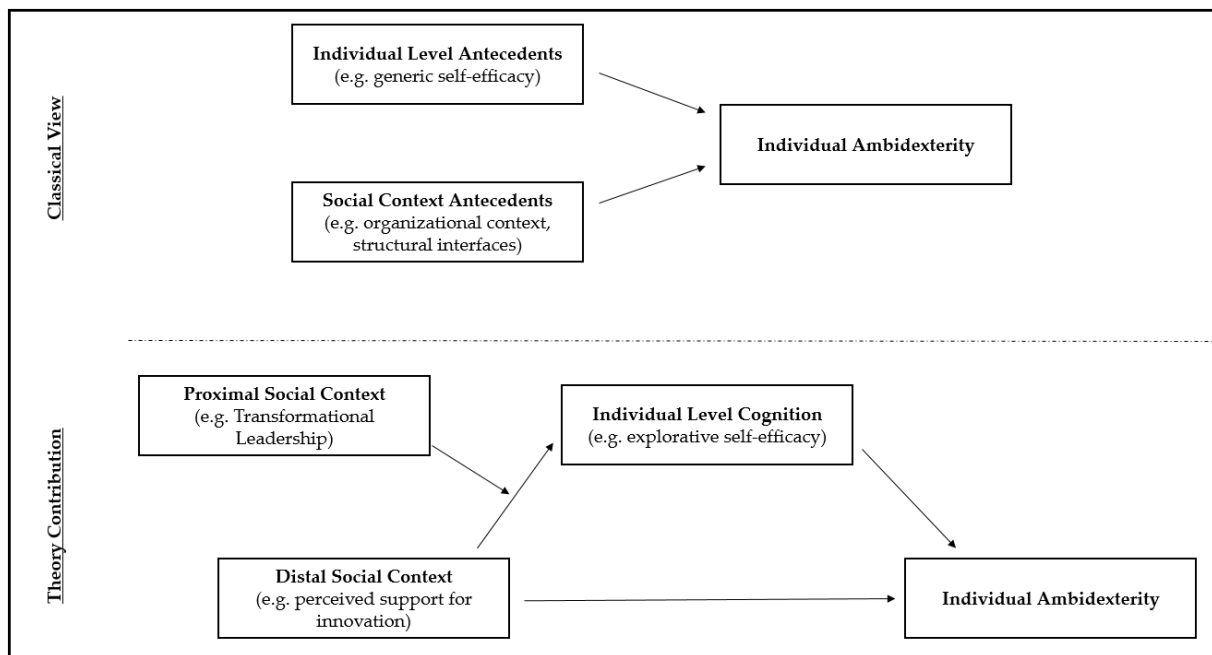 Classical View
Individual Level Antecedents
(e.g. generic self-efficacy)
Individual Ambidexterity
Social Context Antecedents
(e.g. organizational context,
structural interfaces)
Theory Contribution
Proximal Social Context
(e.g. Transformational
Leadership)
Individual Level Cognition
(e.g. explorative self-efficacy)
Distal Social Context
(e.g. perceived support for
innovation)
Individual Ambidexterity